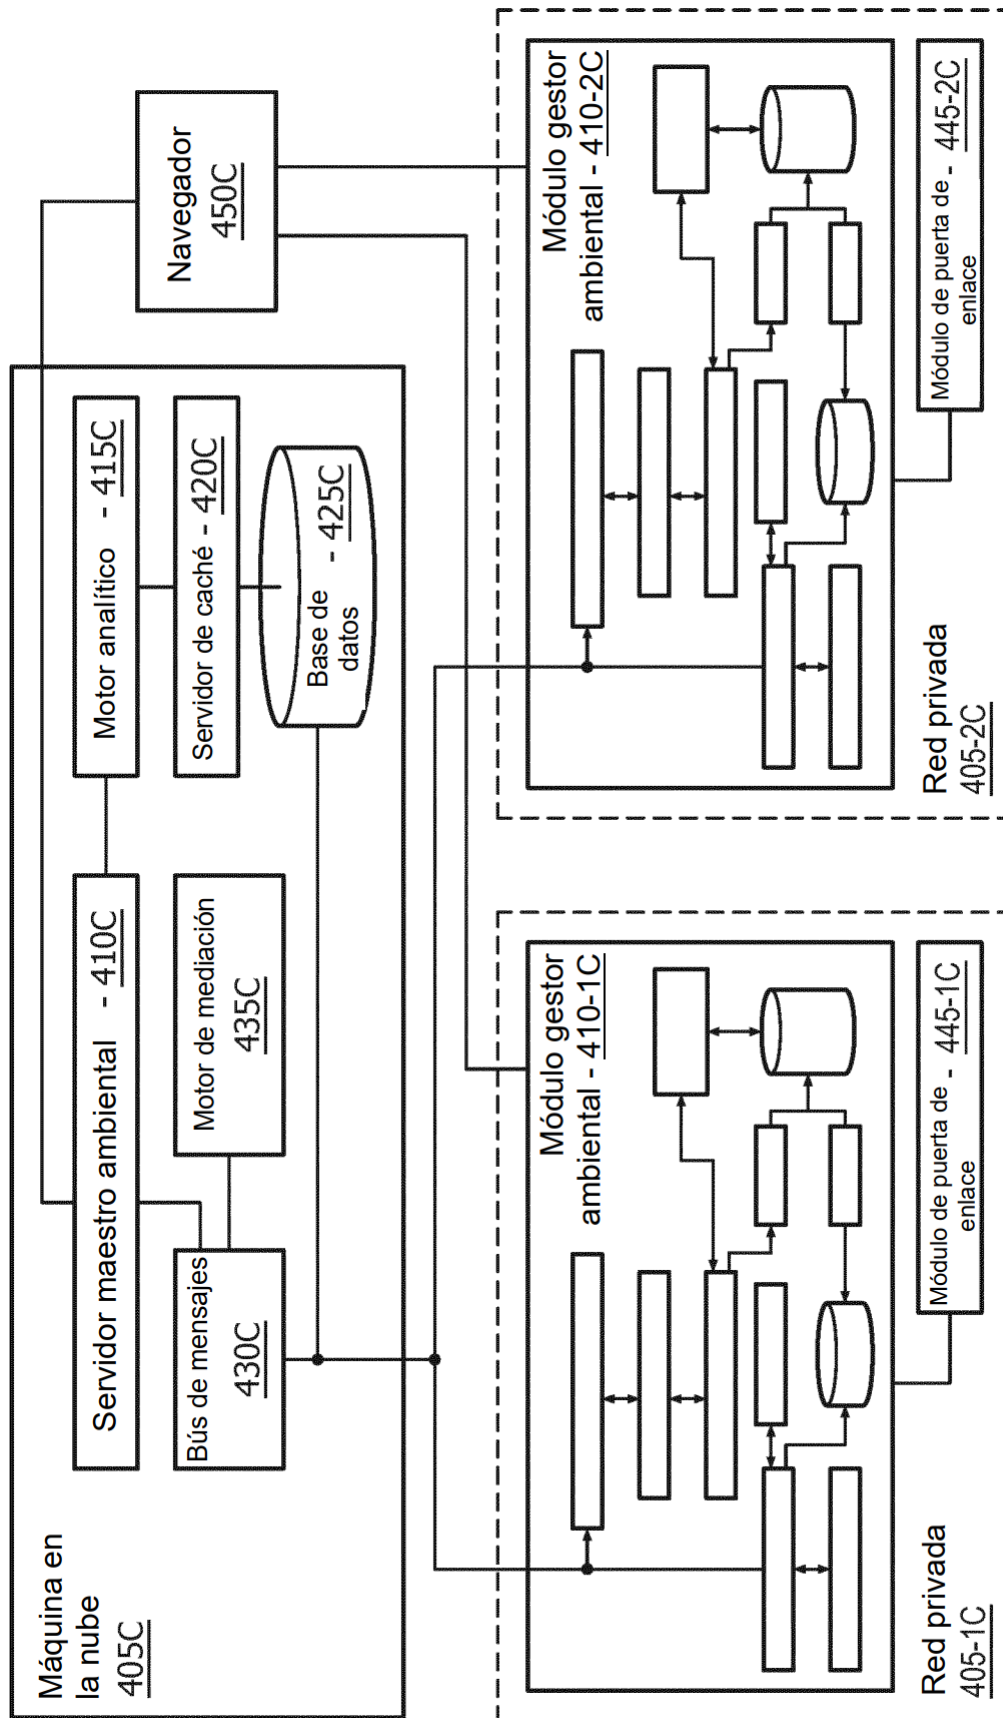 Máquina en
la nube
405C
Servidor maestro ambiental - 410C
Motor analítico - 415C
Bús de mensajes
430C
Motor de mediación
435C
Servidor de caché - 420C
Base de - 425C
datos
Navegador
450C
Módulo gestor
ambiental - 410-1C
Módulo de puerta de - 445-1C
enlace
Red privada
405-1C
Módulo gestor
ambiental - 410-2C
Módulo de puerta de - 445-2C
enlace
Red privada
405-2C